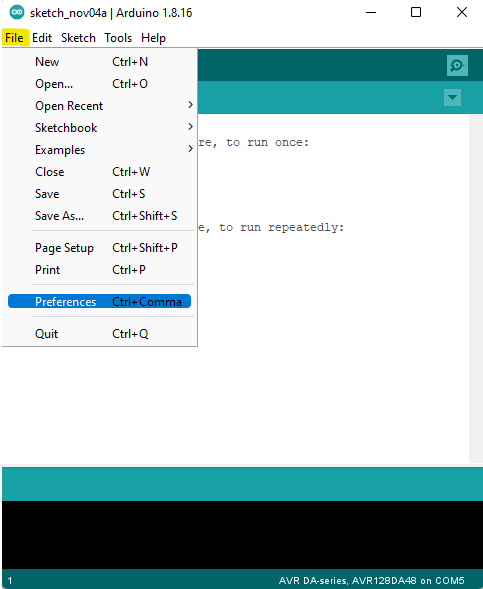 sketch_nov04a | Arduino 1.8.16
File Edit Sketch Tools Help
New Ctrl+N
Open... Ctrl+O
Open Recent
Sketchbook
Examples
re, to run once:
Close Ctrl+W
Save Ctrl+S
Save As... Ctrl+Shift+S
e, to run repeatedly:
Page Setup Ctrl+Shift+P
Print Ctrl+P
Preferences Ctrl+Comma
Quit Ctrl+Q
1 AVR DA-series, AVR128DA48 on COM5